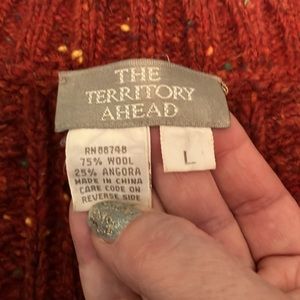 THE
TERRITORY
AHEAD
RN88748
75% WOOL
25% ANGORA
MADE IN CHINA
CARE CODE ON
REVERSE SIDE
L